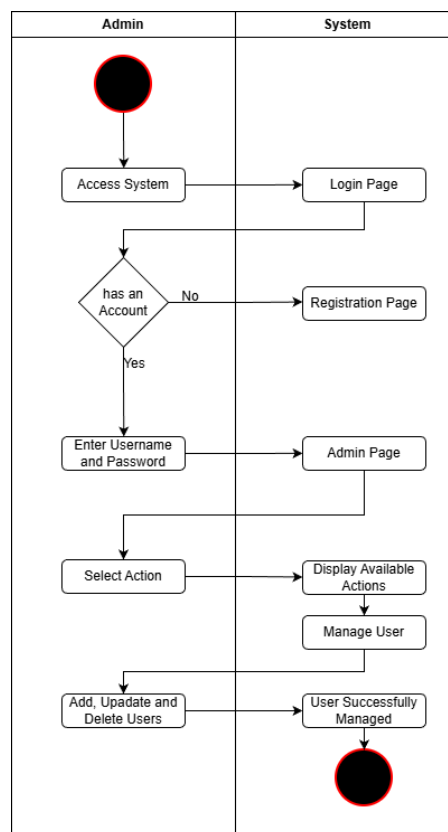 Admin
System
Access System
Login Page
has an
Account
No
Registration Page
Yes
Enter Username
and Password
Admin Page
Select Action
Display Available
Actions
Manage User
Add, Upadate and
Delete Users
User Successfully
Managed